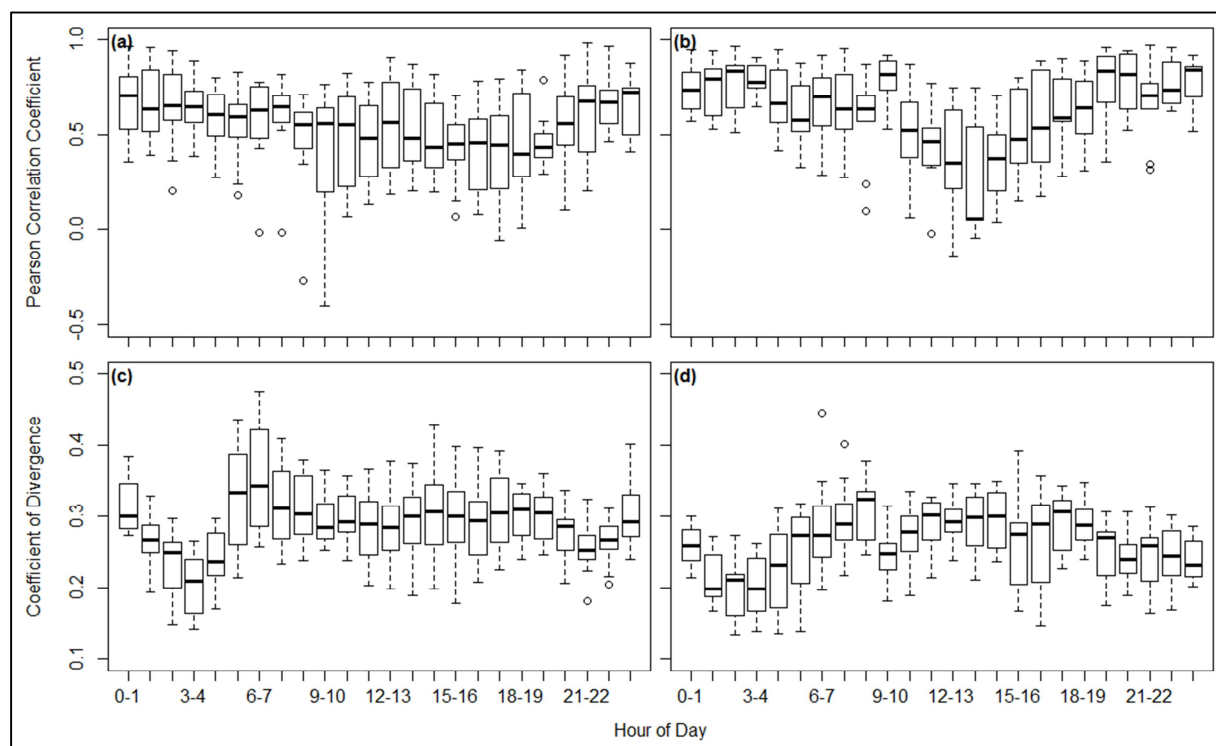 (a)
(b)
Pearson Correlation Coefficient
1.0
0.5
0.0
-0.5
(c)
(d)
Coefficient of Divergence
0.5
0.4
0.3
0.2
0.1
0-1 3-4 6-7 9-10 12-13 15-16 18-19 21-22
0-1 3-4 6-7 9-10 12-13 15-16 18-19 21-22
Hour of Day